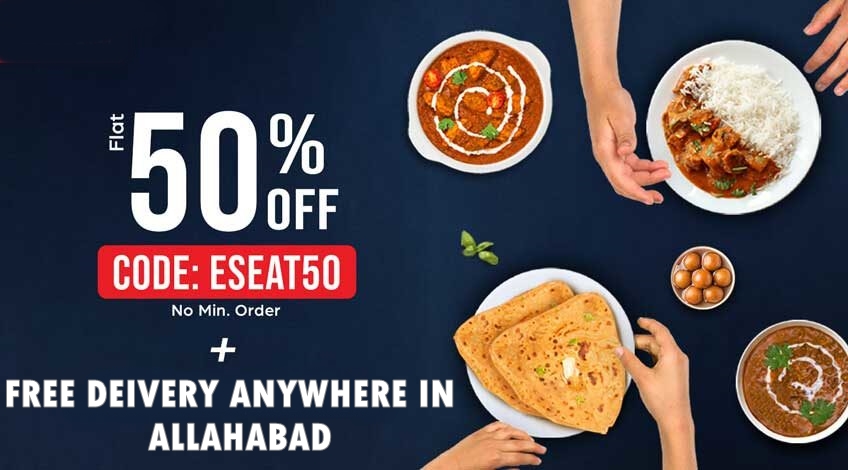 Flat
50%
OFF
CODE: ESEAT50
No Min. Order
+
FREE DEIVERY ANYWHERE IN
ALLAHABAD